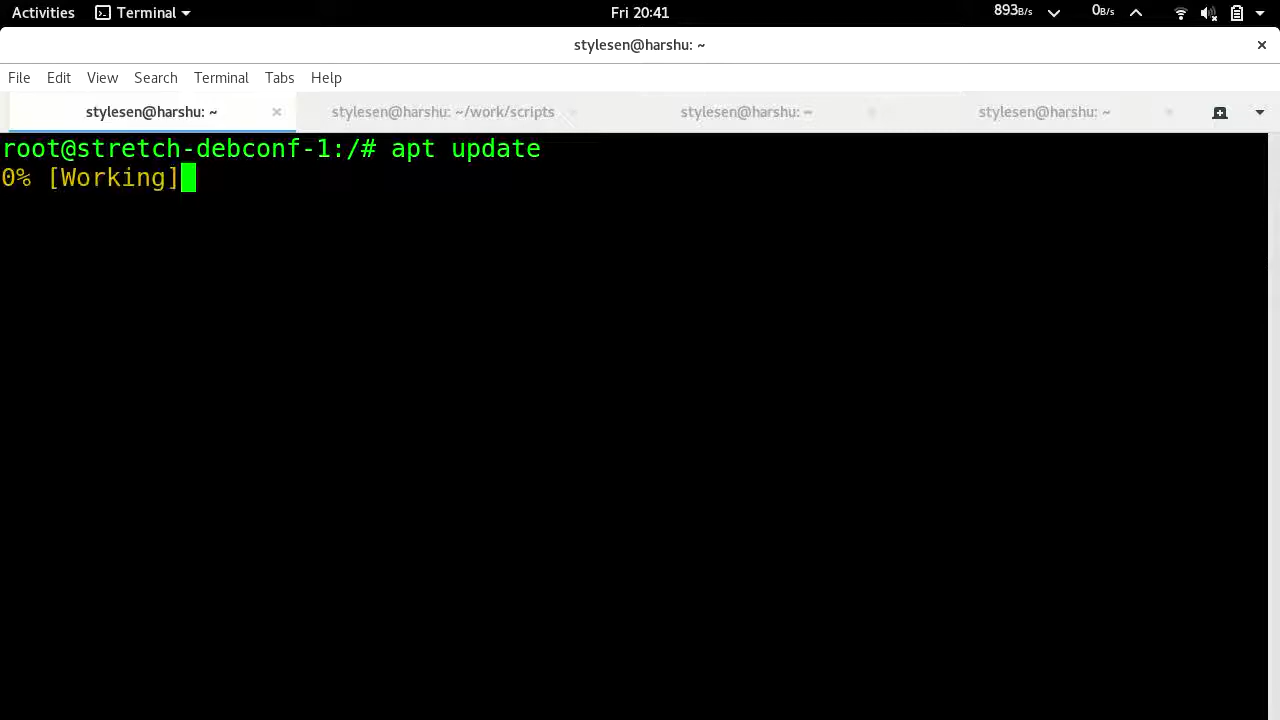 Activities Terminal Fri 20:41 893B/s 0B/s
stylesen@harshu: ~
File Edit View Search Terminal Tabs Help
stylesen@harshu: ~ stylesen@harshu: ~/work/scripts stylesen@harshu: ~ stylesen@harshu: ~
root@stretch-debconf-1:/# apt update
0% [Working]